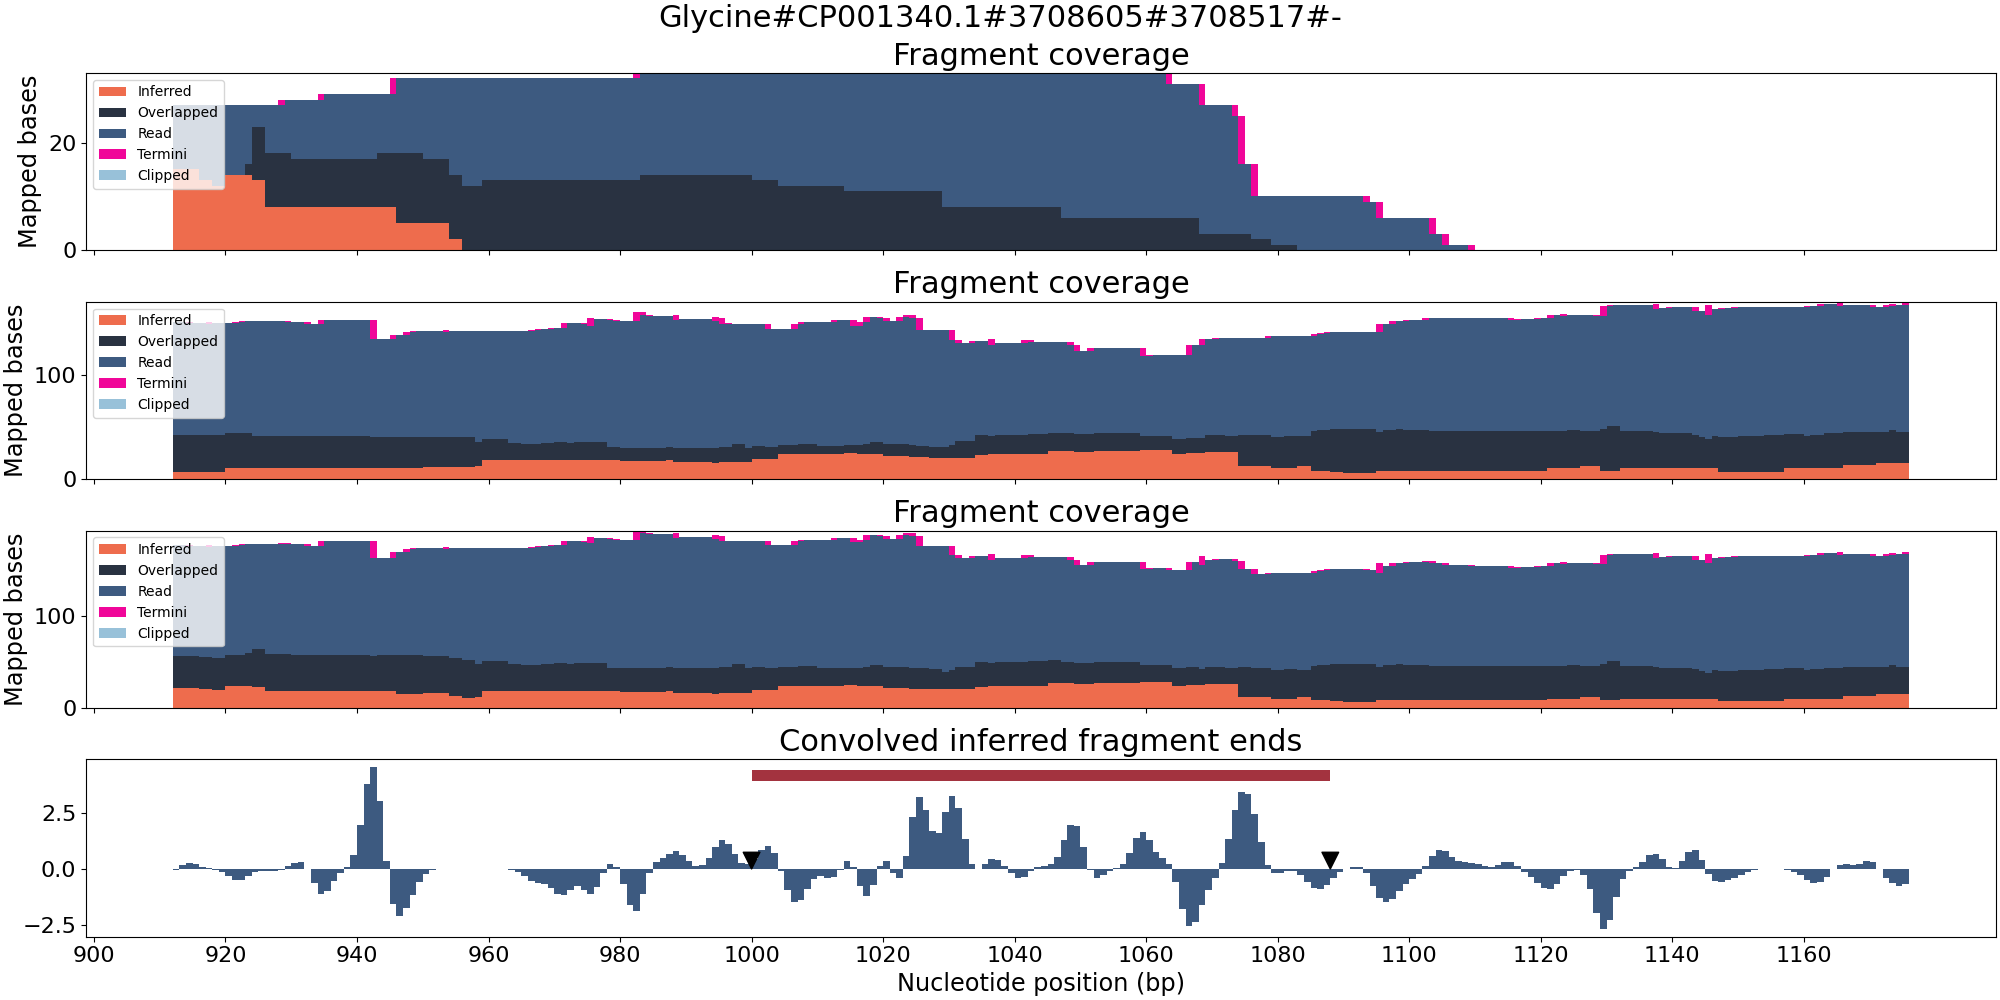 Glycine#CP001340.1#3708605#3708517#-
Fragment coverage
Mapped bases
20
0
Inferred
Overlapped
Read
Termini
Clipped
Fragment coverage
Mapped bases
100
0
Inferred
Overlapped
Read
Termini
Clipped
Fragment coverage
Mapped bases
100
0
Inferred
Overlapped
Read
Termini
Clipped
Convolved inferred fragment ends
2.5
0.0
−2.5
900 920 940 960 980 1000 1020 1040 1060 1080 1100 1120 1140 1160
Nucleotide position (bp)